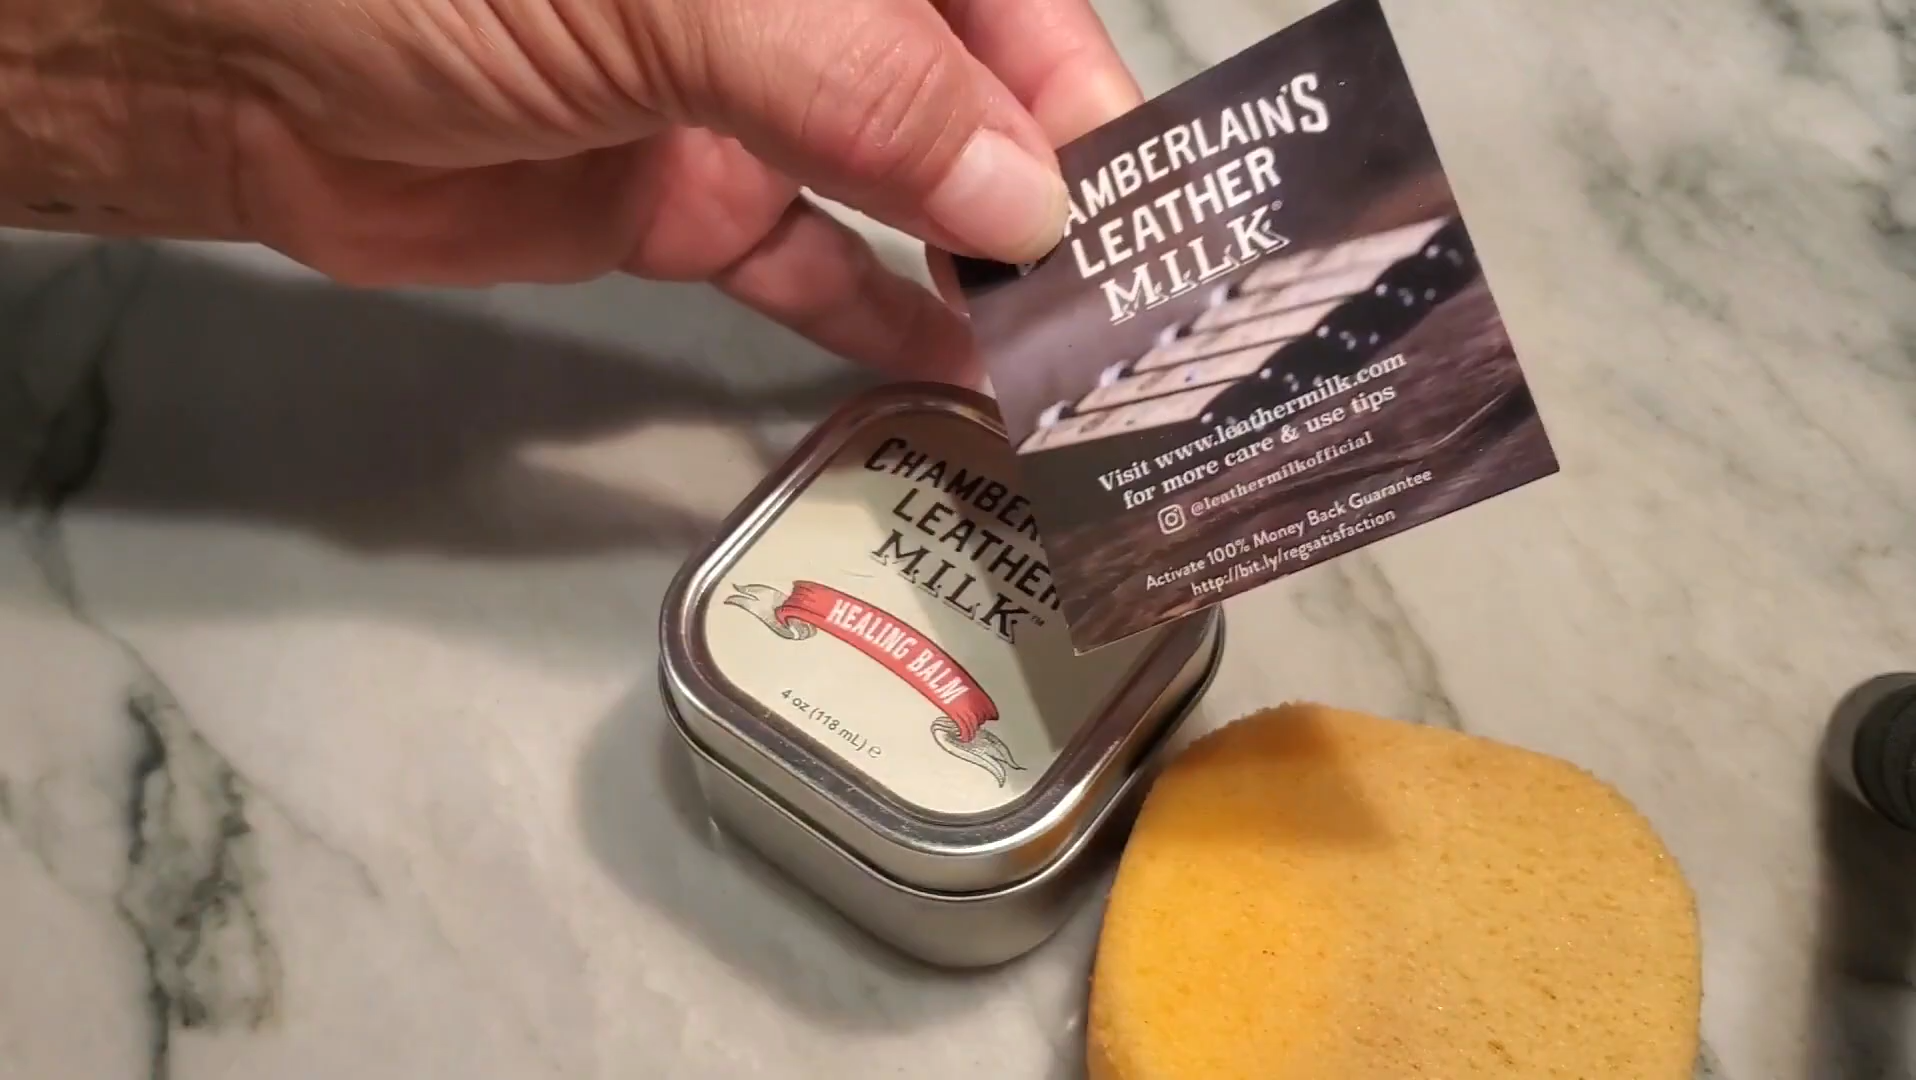 AMBERLAIN'S
LEATHER
MILK®
Visit www.leathermilk.com
for more care & use tips
@leathermilkofficial
Activate 100% Money Back Guarantee
http://bit.ly/regsatisfaction
CHAMBER
LEATHER
MILK™
HEALING BALM
4 oz (118 mL) ℮